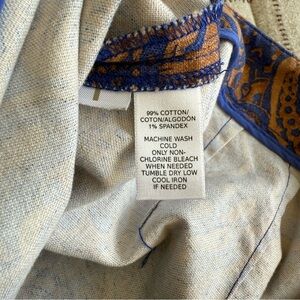 99% COTTON/
COTON/ALGODÓN
1% SPANDEX
MACHINE WASH
COLD
ONLY NON-
CHLORINE BLEACH
WHEN NEEDED
TUMBLE DRY LOW
COOL IRON
IF NEEDED